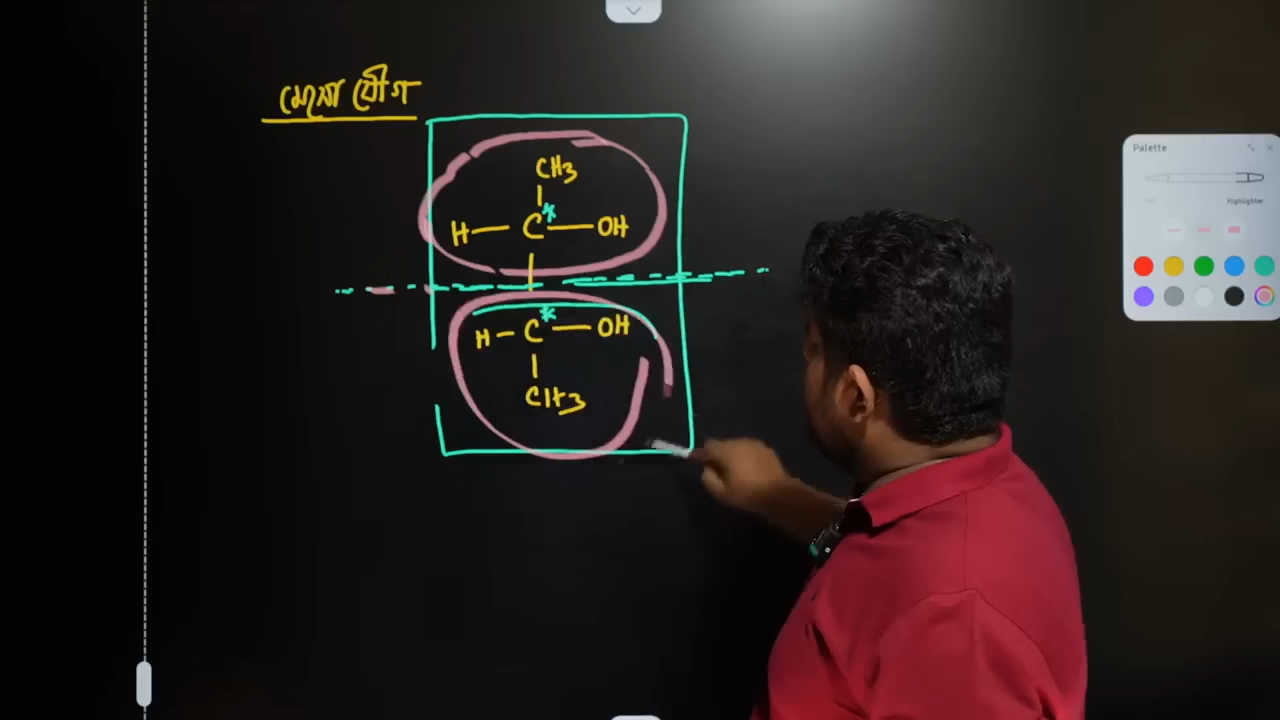 মেসো যৌগ
CH3
H—C*—OH
H—C*—OH
CH3
Palette
Highlighter